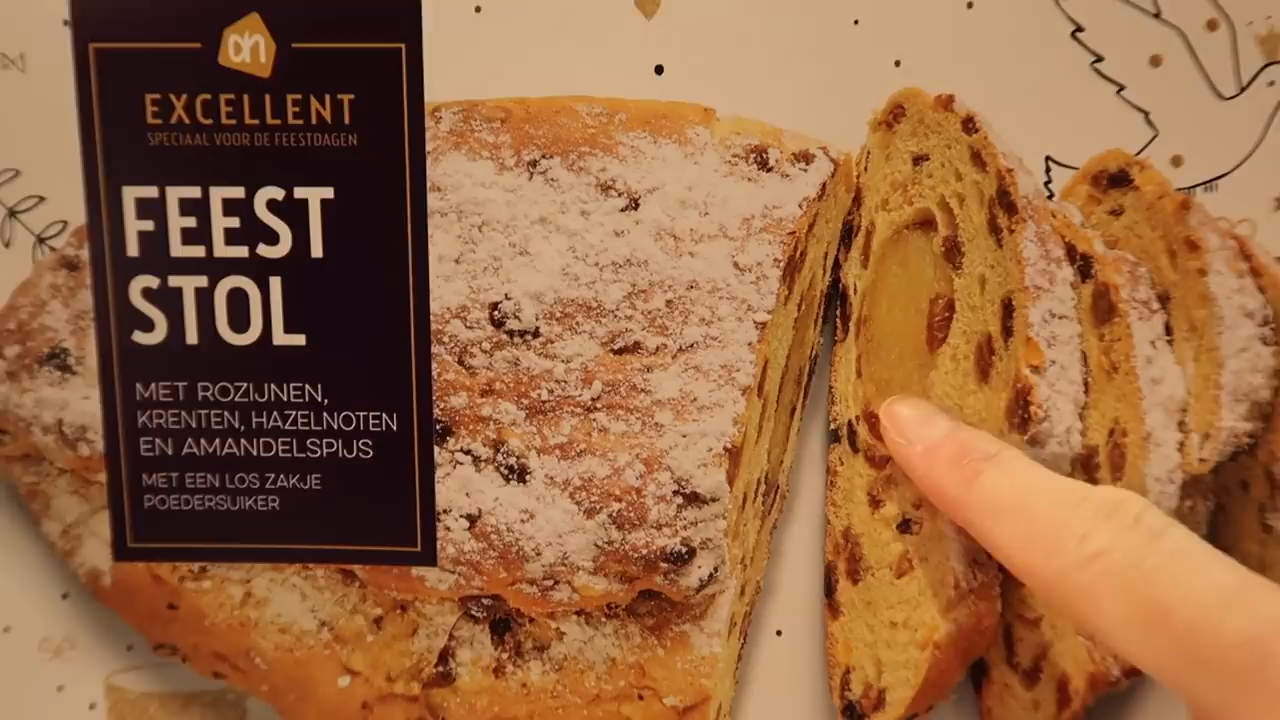 ah
EXCELLENT
SPECIAAL VOOR DE FEESTDAGEN
FEEST
STOL
MET ROZIJNEN,
KRENTEN, HAZELNOTEN
EN AMANDELSPIJS
MET EEN LOS ZAKJE
POEDERSUIKER